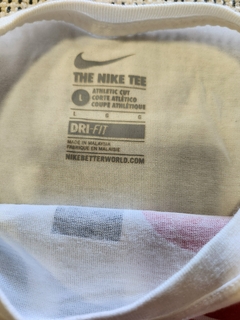 THE NIKE TEE
L
ATHLETIC CUT
CORTE ATLÉTICO
COUPE ATHLÉTIQUE
DRI-FIT
MADE IN MALAYSIA
FABRIQUÉ EN MALAISIE
NIKEBETTERWORLD.COM